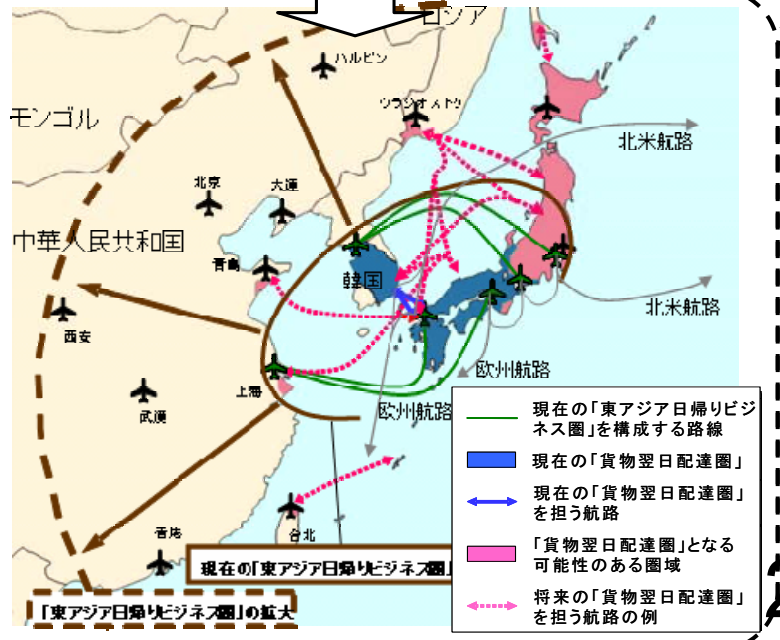 ロシア
ハルビン
ウラジオストク
モンゴル
北米航路
北京
大連
中華人民共和国
青島
韓国
北米航路
西安
欧州航路
上海
武漢
欧州航路
香港
台北
現在の「東アジア日帰りビジネス圏」
「東アジア日帰りビジネス圏」の拡大
現在の「東アジア日帰りビジ
ネス圏」を構成する路線
現在の「貨物翌日配達圏」
現在の「貨物翌日配達圏」
を担う航路
「貨物翌日配達圏」となる
可能性のある圏域
将来の「貨物翌日配達圏」
を担う航路の例